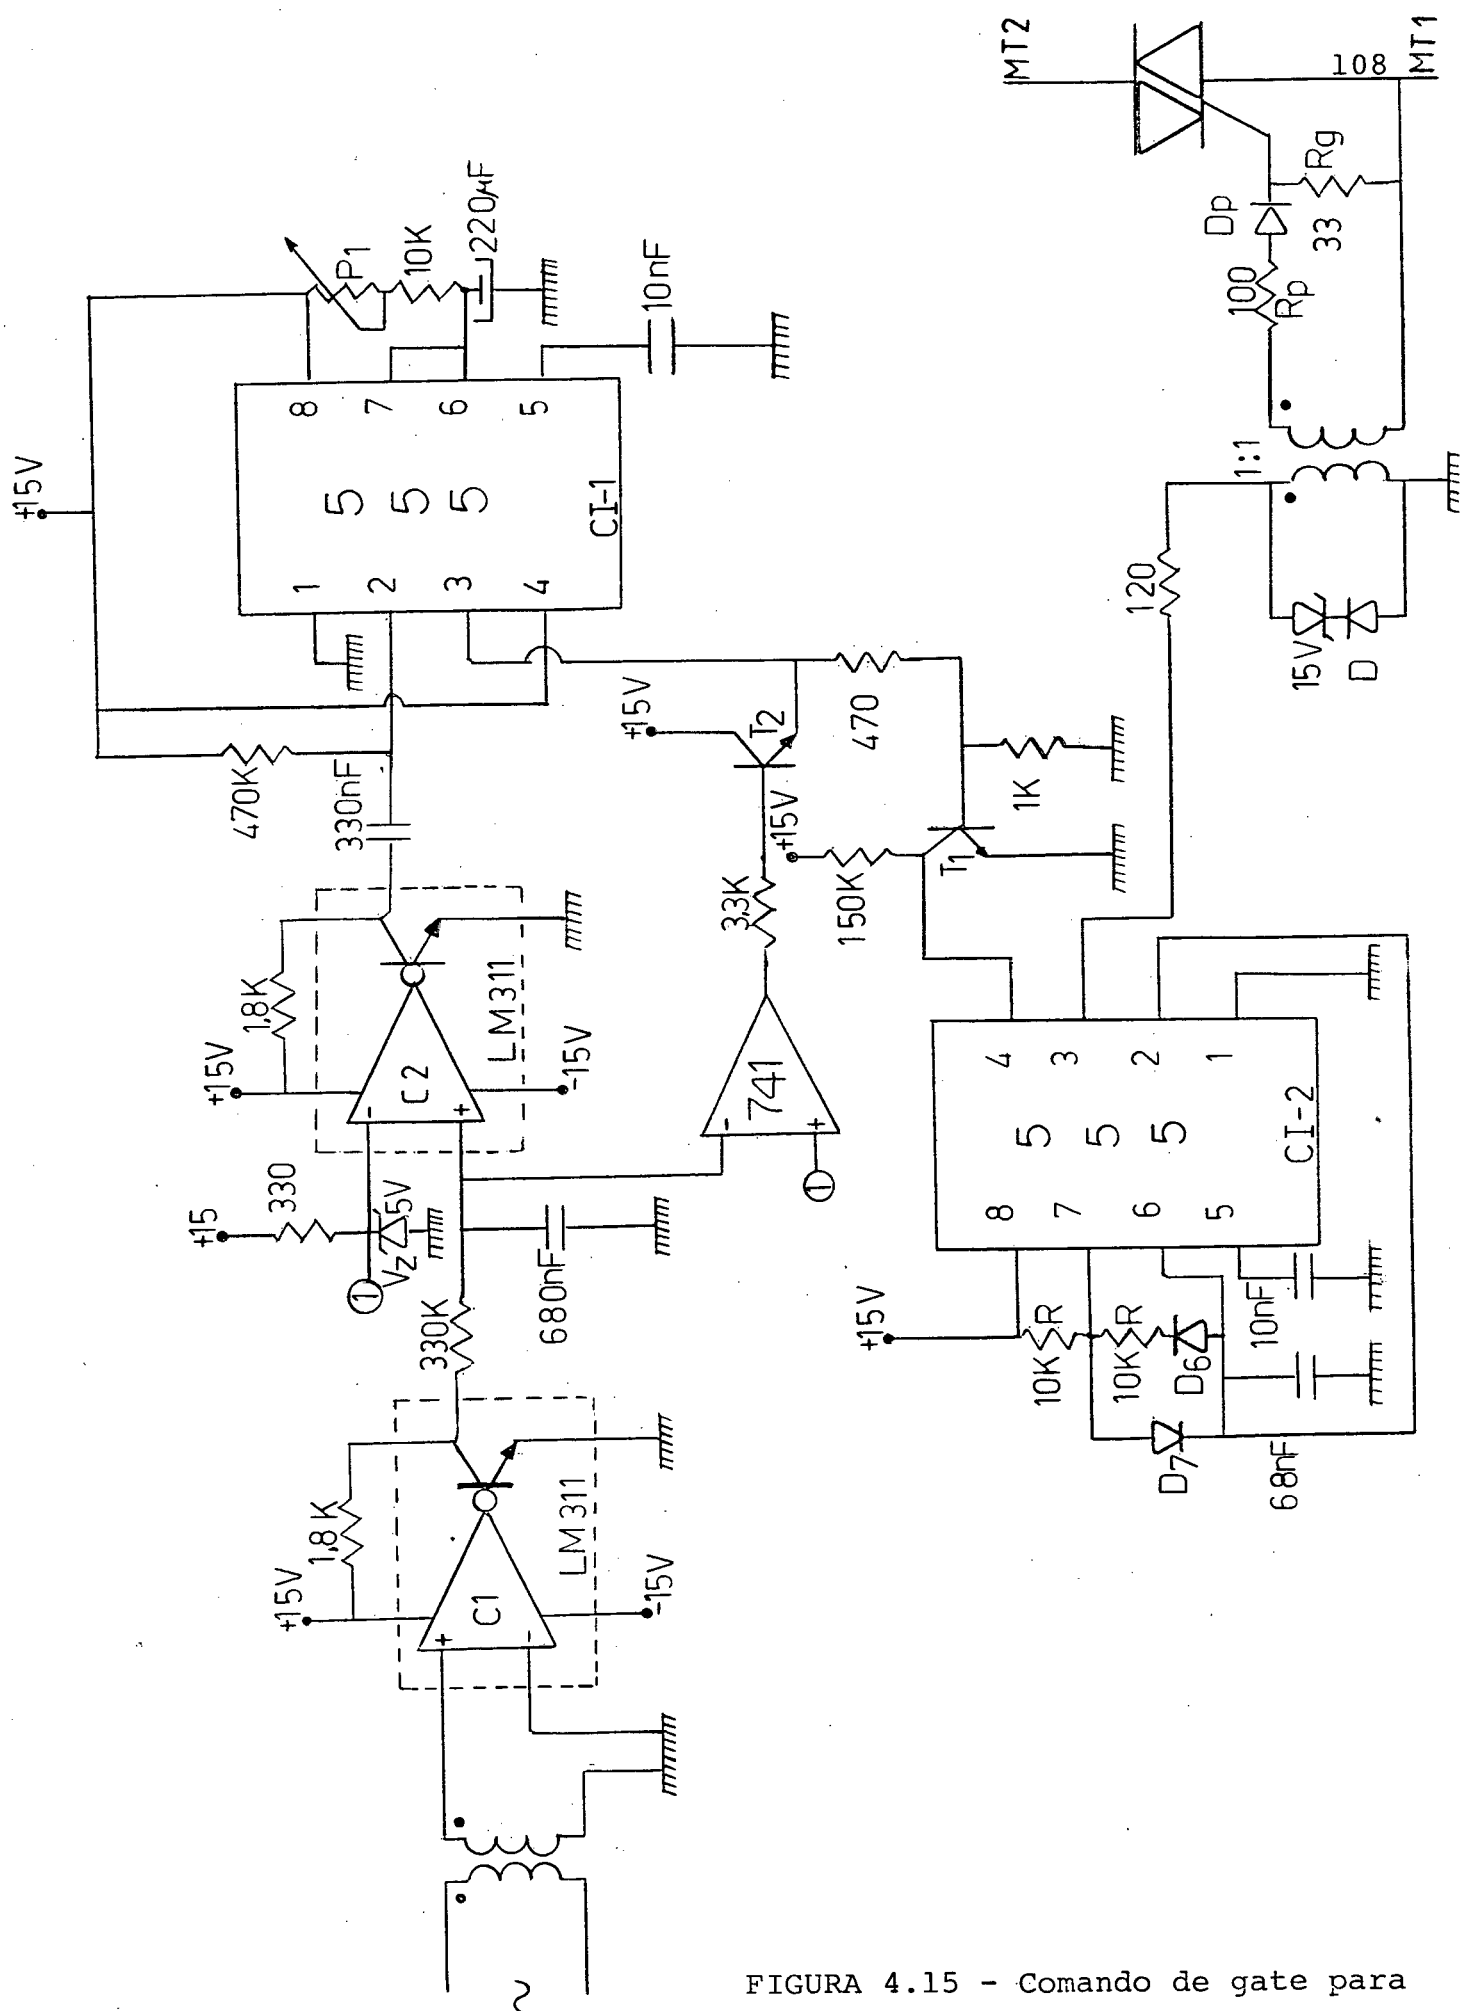 +15V
P1
10K
220µF
10nF
8
7
6
5
5 5 5
CI-1
1
2
3
4
470K
330nF
1,8K
+15V
C2
-
+
LM311
-15V
+15
330
Vz
5V
1
330K
680nF
1,8K
+15V
C1
+
-
LM311
-15V
~
741
-
+
1
3,3K
+15V
T2
470
1K
+15V
150K
T1
4
3
2
1
5 5 5
CI-2
8
7
6
5
+15V
10K R
10K R
D6
D7
10nF
68nF
120
15V
D
1:1
100
Rp
Dp
Rg
33
MT2
MT1
108
FIGURA 4.15 - Comando de gate para